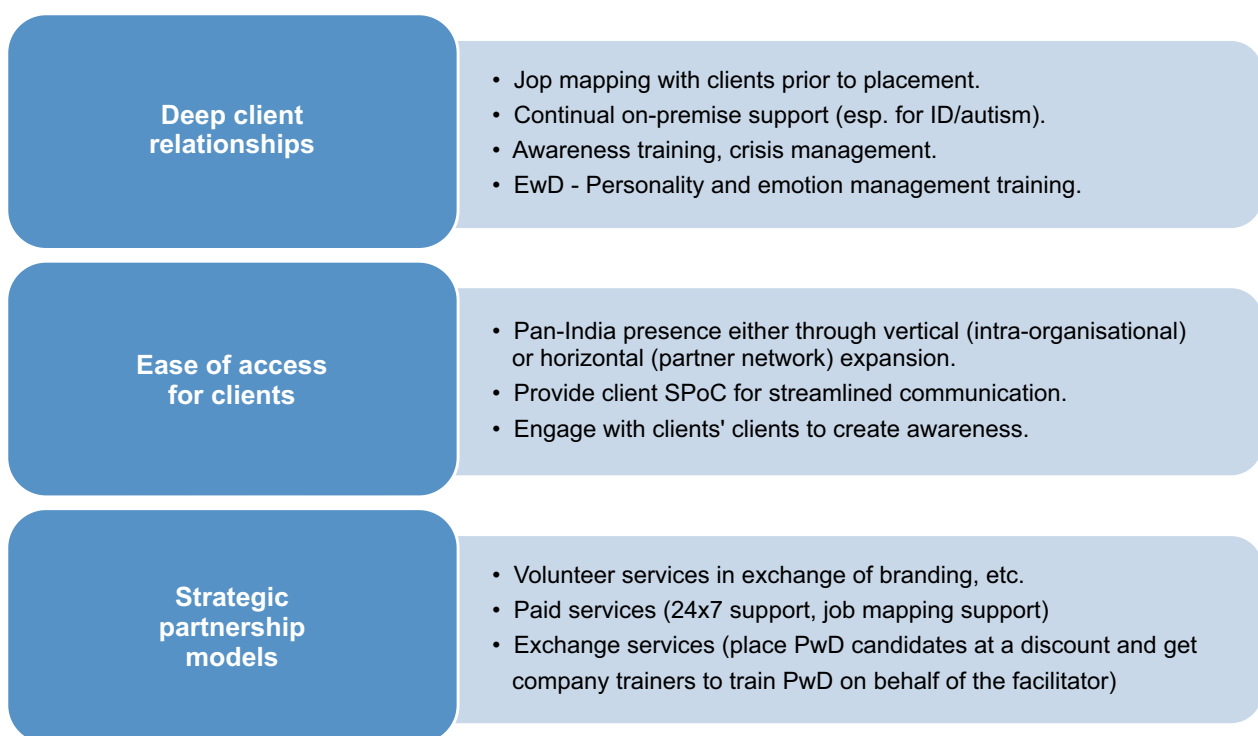 Deep client
relationships
• Jop mapping with clients prior to placement.
• Continual on-premise support (esp. for ID/autism).
• Awareness training, crisis management.
• EwD - Personality and emotion management training.
Ease of access
for clients
• Pan-India presence either through vertical (intra-organisational)
or horizontal (partner network) expansion.
• Provide client SPoC for streamlined communication.
• Engage with clients' clients to create awareness.
Strategic
partnership
models
• Volunteer services in exchange of branding, etc.
• Paid services (24x7 support, job mapping support)
• Exchange services (place PwD candidates at a discount and get
company trainers to train PwD on behalf of the facilitator)